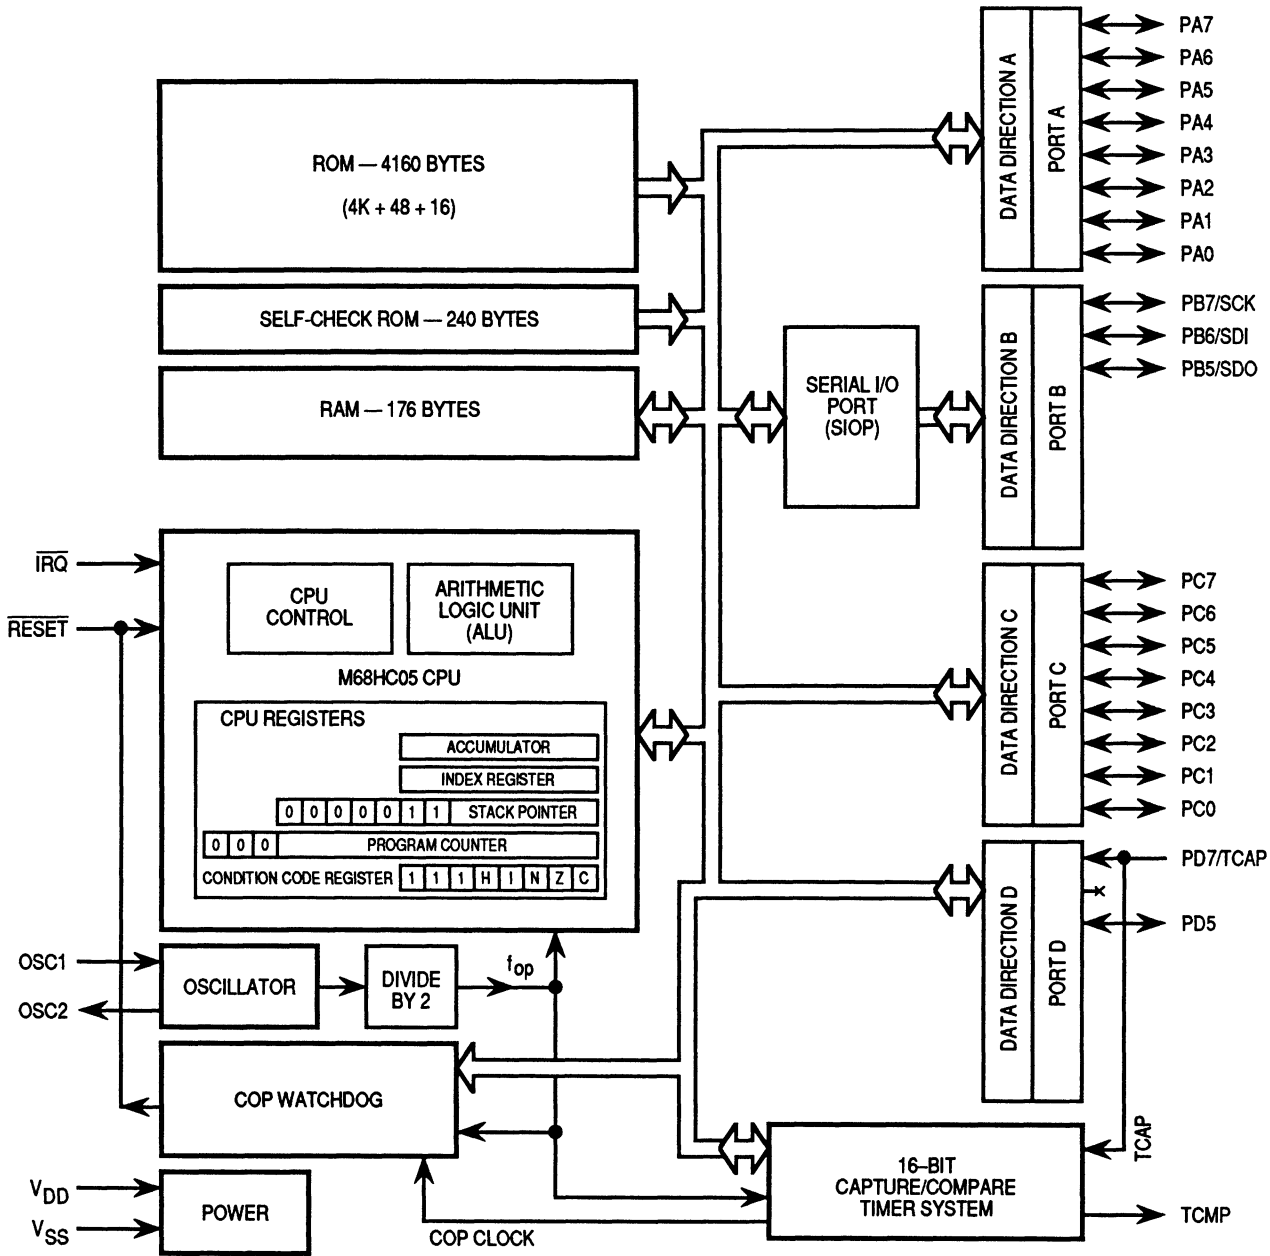 ROM — 4160 BYTES
(4K + 48 + 16)
SELF-CHECK ROM — 240 BYTES
RAM — 176 BYTES
IRQ
RESET
CPU
CONTROL
ARITHMETIC
LOGIC UNIT
(ALU)
M68HC05 CPU
CPU REGISTERS
ACCUMULATOR
INDEX REGISTER
0 0 0 0 0 1 1 STACK POINTER
0 0 0 PROGRAM COUNTER
CONDITION CODE REGISTER 1 1 1 H I N Z C
OSC1
OSC2
OSCILLATOR
DIVIDE
BY 2
fop
COP WATCHDOG
VDD
VSS
POWER
COP CLOCK
SERIAL I/O
PORT
(SIOP)
DATA DIRECTION A
PORT A
PA7
PA6
PA5
PA4
PA3
PA2
PA1
PA0
DATA DIRECTION B
PORT B
PB7/SCK
PB6/SDI
PB5/SDO
DATA DIRECTION C
PORT C
PC7
PC6
PC5
PC4
PC3
PC2
PC1
PC0
DATA DIRECTION D
PORT D
PD7/TCAP
PD5
TCAP
16–BIT
CAPTURE/COMPARE
TIMER SYSTEM
TCMP